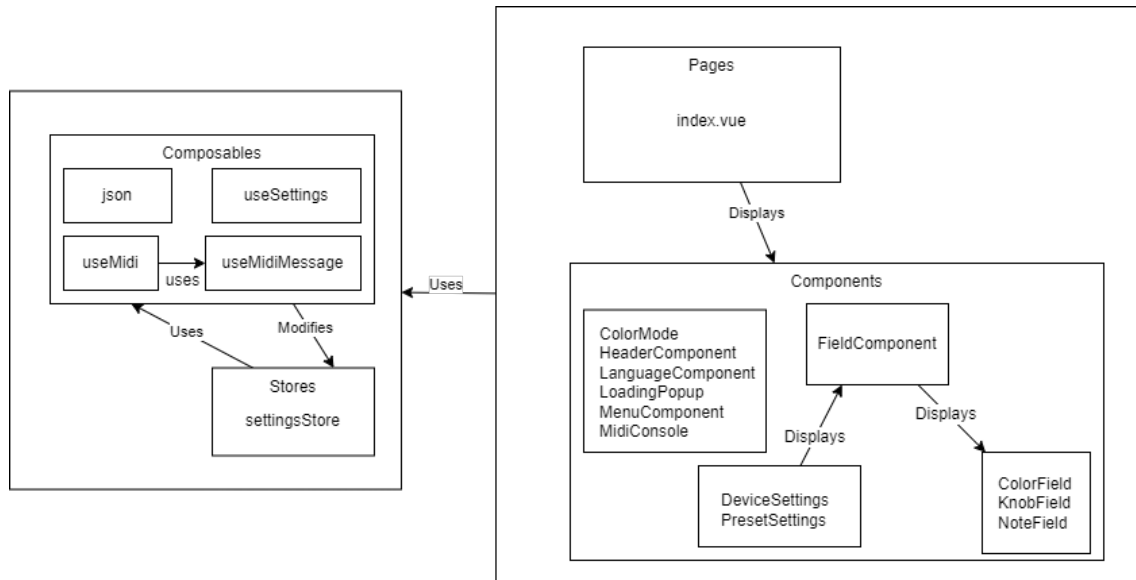 Pages
index.vue
Displays
Composables
json
useSettings
useMidi
uses
useMidiMessage
Uses
Modifies
Stores
settingsStore
Uses
Components
ColorMode
HeaderComponent
LanguageComponent
LoadingPopup
MenuComponent
MidiConsole
FieldComponent
Displays
Displays
DeviceSettings
PresetSettings
ColorField
KnobField
NoteField